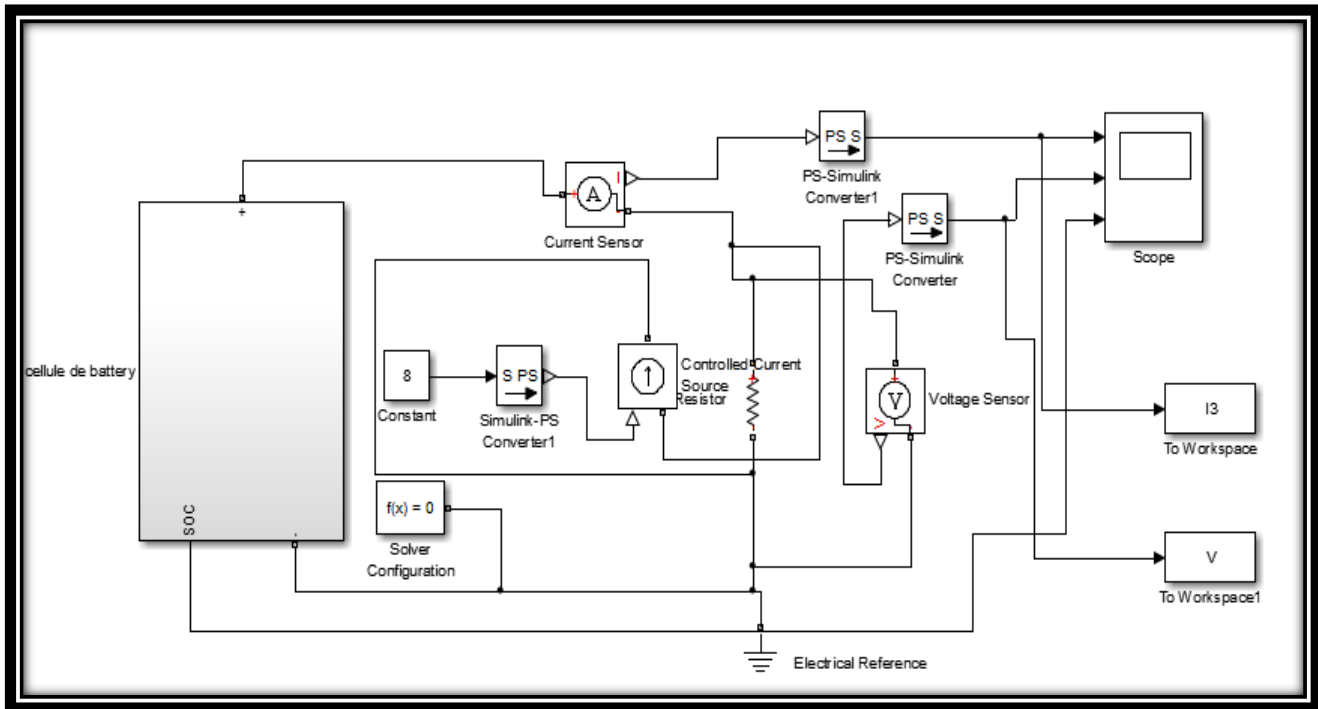 PS S
PS-Simulink
Converter1
+
I
+
A
-
Current Sensor
PS S
PS-Simulink
Converter
Scope
cellule de battery
8
Constant
S PS
Simulink-PS
Converter1
Controlled Current
Source
Resistor
+
+
V
V
-
Voltage Sensor
I3
To Workspace
SOC
-
f(x) = 0
Solver
Configuration
V
To Workspace1
Electrical Reference